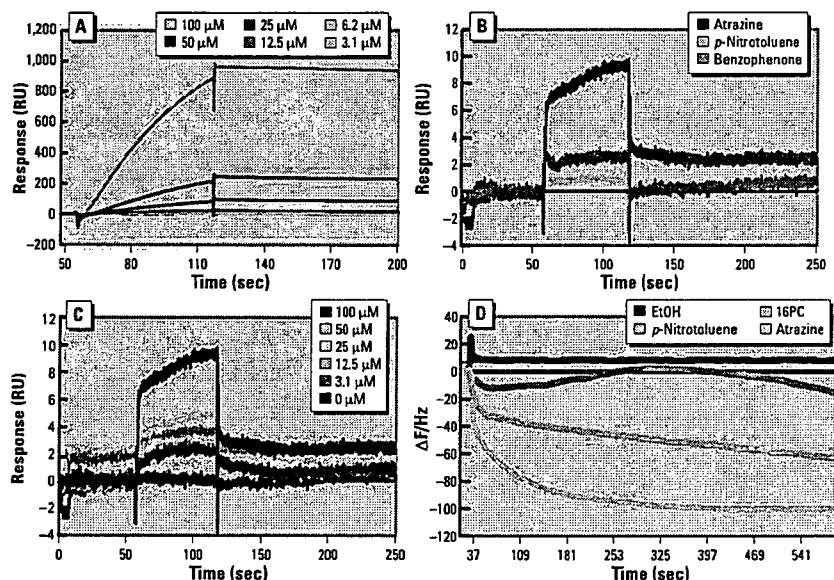 A
100 µM 25 µM 6.2 µM
50 µM 12.5 µM 3.1 µM
Response (RU)
1,200
1,000
800
600
400
200
0
–200
50 80 110 140 170 200
Time (sec)
B
Atrazine
p-Nitrotoluene
Benzophenone
Response (RU)
12
10
8
6
4
2
0
–2
–4
0 50 100 150 200 250
Time (sec)
C
100 µM
50 µM
25 µM
12.5 µM
3.1 µM
0 µM
Response (RU)
12
10
8
6
4
2
0
–2
–4
0 50 100 150 200 250
Time (sec)
D
EtOH 16PC
p-Nitrotoluene Atrazine
ΔF/Hz
40
20
0
–20
–40
–60
–80
–100
–120
37 109 181 253 325 397 469 541
Time (sec)